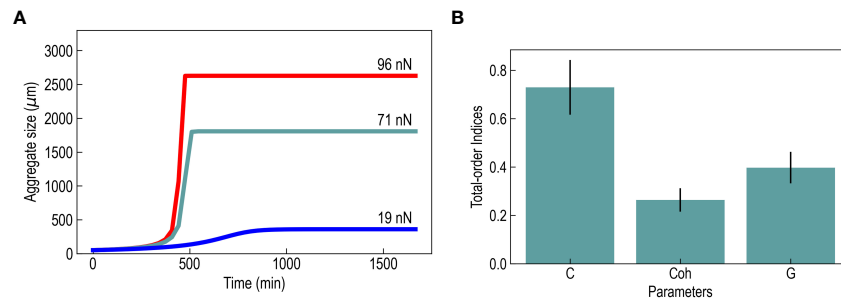 A
Aggregate size (μm)
3000
2500
2000
1500
1000
500
0
96 nN
71 nN
19 nN
0
500
1000
1500
Time (min)
B
Total-order Indices
0.8
0.6
0.4
0.2
0.0
C
Coh
G
Parameters